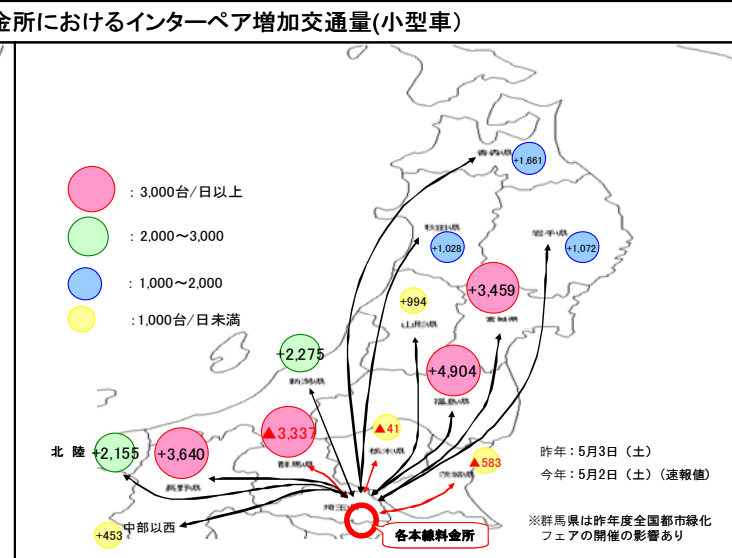 金所におけるインターペア増加交通量(小型車）
：3,000台/日以上
：2,000～3,000
：1,000～2,000
：1,000台/日未満
青森県
+1,661
秋田県
+1,028
岩手県
+1,072
+994
山形県
+3,459
宮城県
+2,275
新潟県
+4,904
福島県
▲3,337
群馬県
▲41
栃木県
▲583
茨城県
北 陸
+2,155
+3,640
長野県
埼玉
+453
中部以西
各本線料金所
昨年：5月3日（土）
今年：5月2日（土）（速報値）
※群馬県は昨年度全国都市緑化
フェアの開催の影響あり